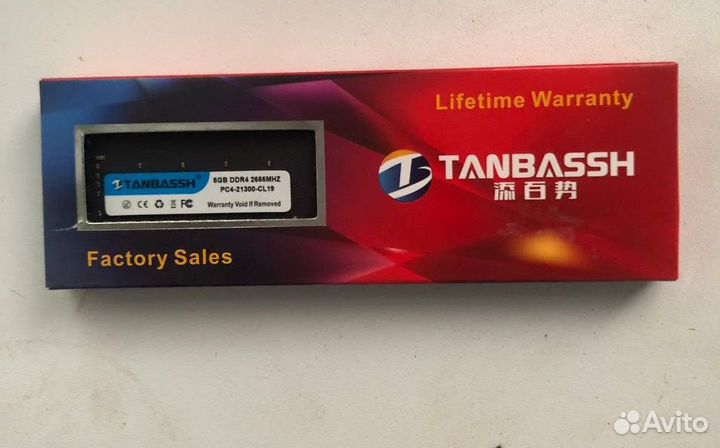 Lifetime Warranty
TANBASSH
添百势
TANBASSH
8GB DDR4 2666MHZ
PC4-21300-CL19
Warranty Void If Removed
Factory Sales
Avito